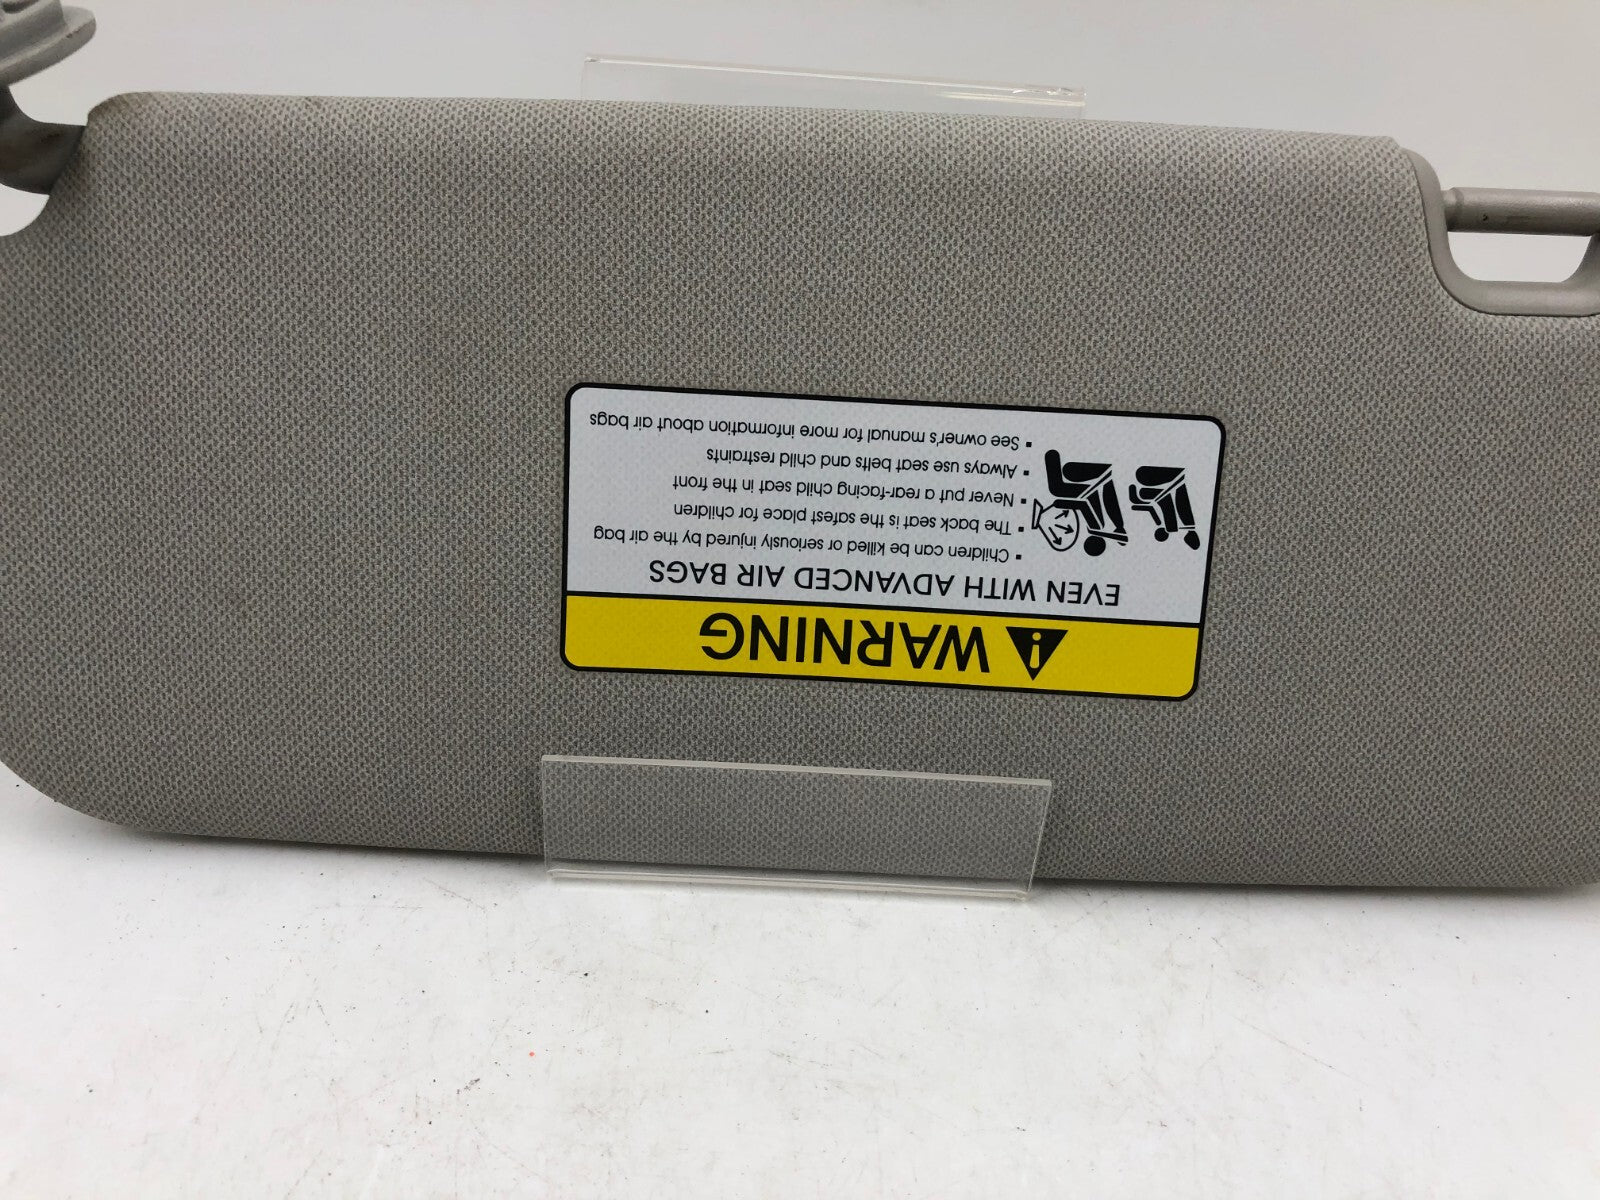 WARNING
EVEN WITH ADVANCED AIR BAGS
▪ Children can be killed or seriously injured by the air bag
▪ The back seat is the safest place for children
▪ Never put a rear-facing child seat in the front
▪ Always use seat belts and child restraints
▪ See owner's manual for more information about air bags